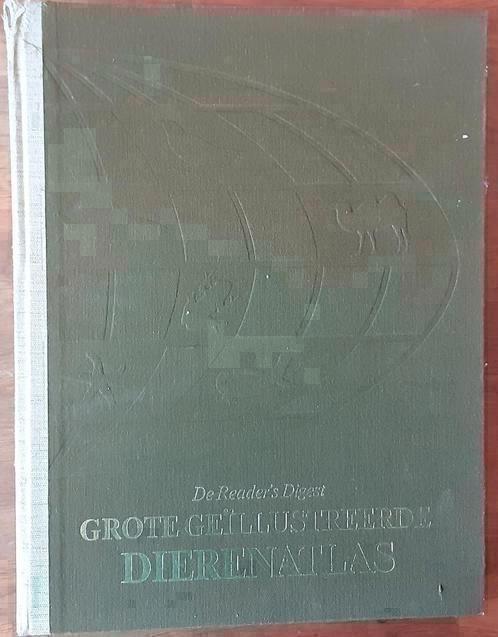 De Reader's Digest
GROTE GEÏLLUSTREERDE
DIERENATLAS